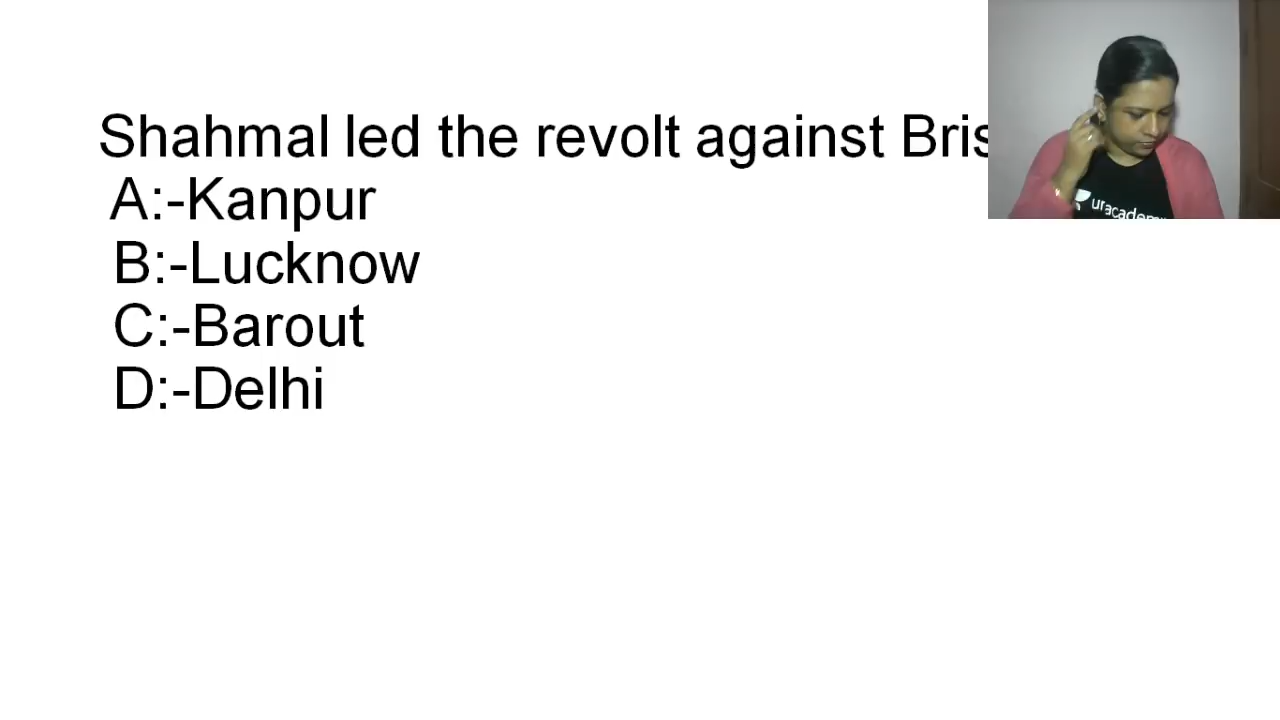 Shahmal led the revolt against Bris
A:-Kanpur
B:-Lucknow
C:-Barout
D:-Delhi